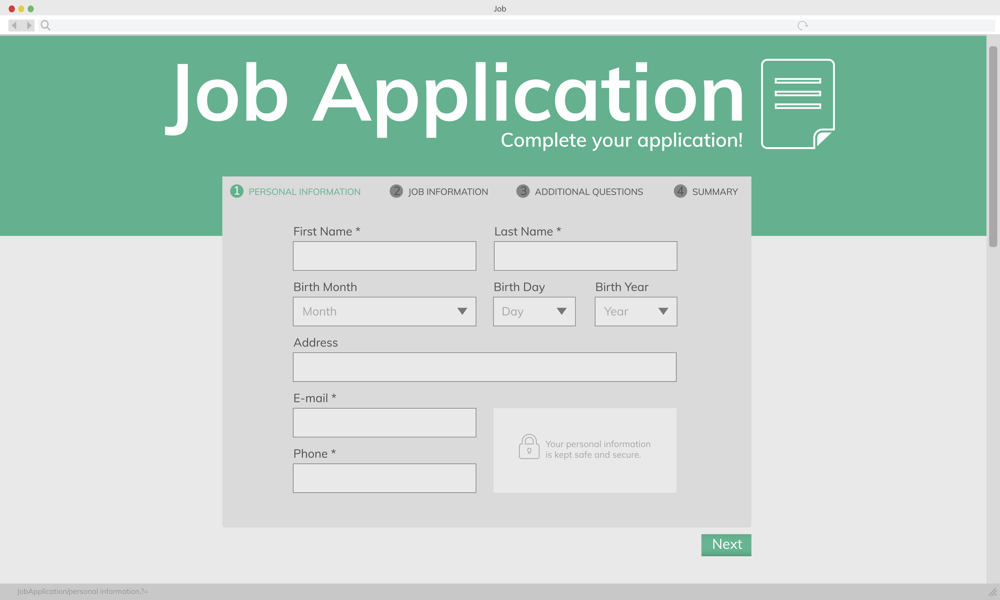 Job
Job Application
Complete your application!
1 PERSONAL INFORMATION 2 JOB INFORMATION 3 ADDITIONAL QUESTIONS 4 SUMMARY
First Name * Last Name *
Birth Month Birth Day Birth Year
Month Day Year
Address
E-mail *
Your personal information
is kept safe and secure.
Phone *
Next
JobApplication/personal information.?=